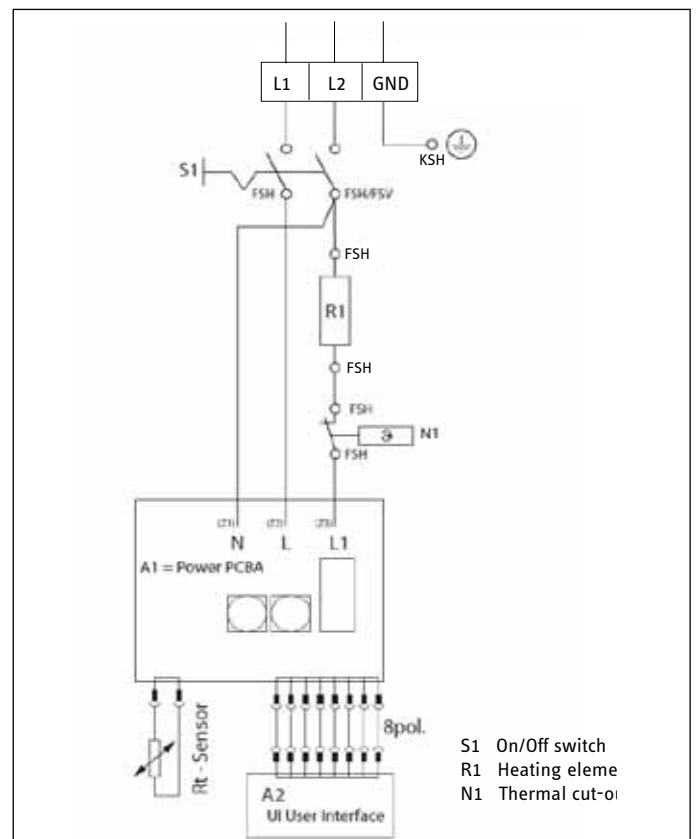 L1 L2 GND
KSH
S1
FSH FSH/FSV
FSH
R1
FSH
FSH
N1
FSH
N L L1
A1 = Power PCBA
Rt - Sensor
8pol.
A2
UI User Interface
S1 On/Off switch
R1 Heating eleme
N1 Thermal cut-o